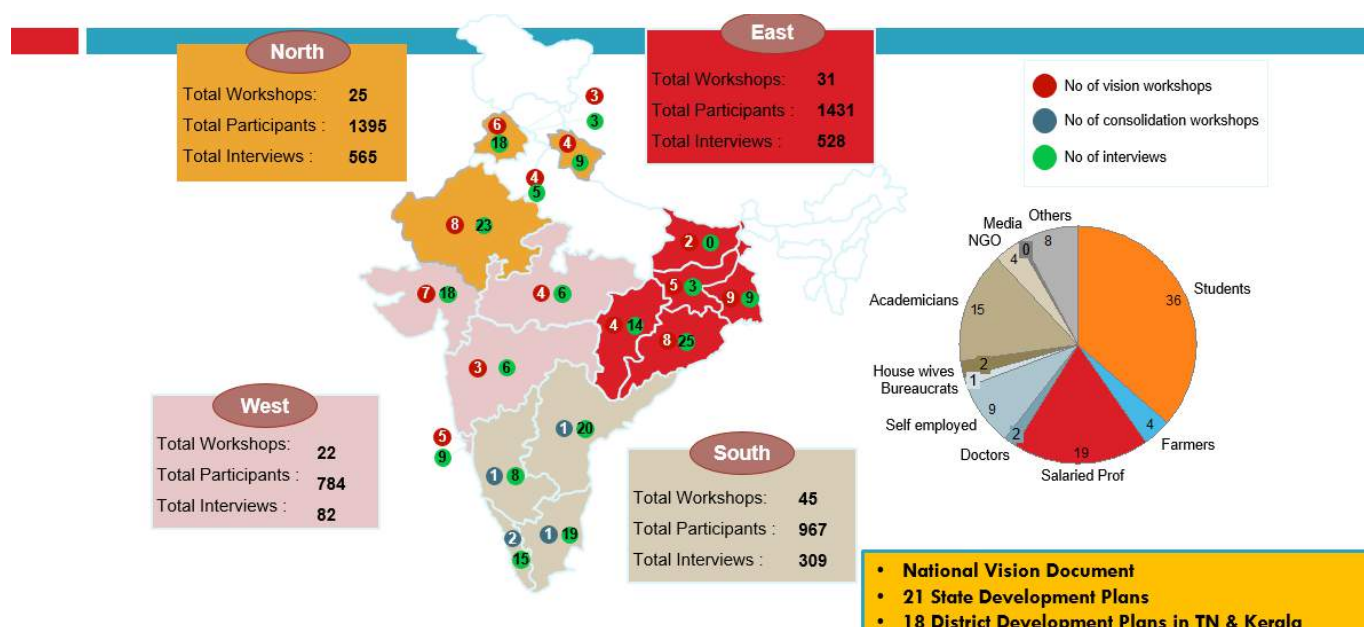 North
Total Workshops: 25
Total Participants : 1395
Total Interviews : 565
East
Total Workshops: 31
Total Participants : 1431
Total Interviews : 528
No of vision workshops
No of consolidation workshops
No of interviews
3
3
6
18
4
9
4
5
8 23
2 0
5 3
9 9
7 18
4 6
4 14
8 25
3 6
5
9
1 20
1 8
2
15
1 19
West
Total Workshops: 22
Total Participants : 784
Total Interviews : 82
South
Total Workshops: 45
Total Participants : 967
Total Interviews : 309
Others
8
Media
0
NGO
4
Academicians
15
House wives
2
Bureaucrats
1
Self employed
9
Doctors
2
Salaried Prof
19
Farmers
4
Students
36
• National Vision Document
• 21 State Development Plans
• 18 District Development Plans in TN & Kerala